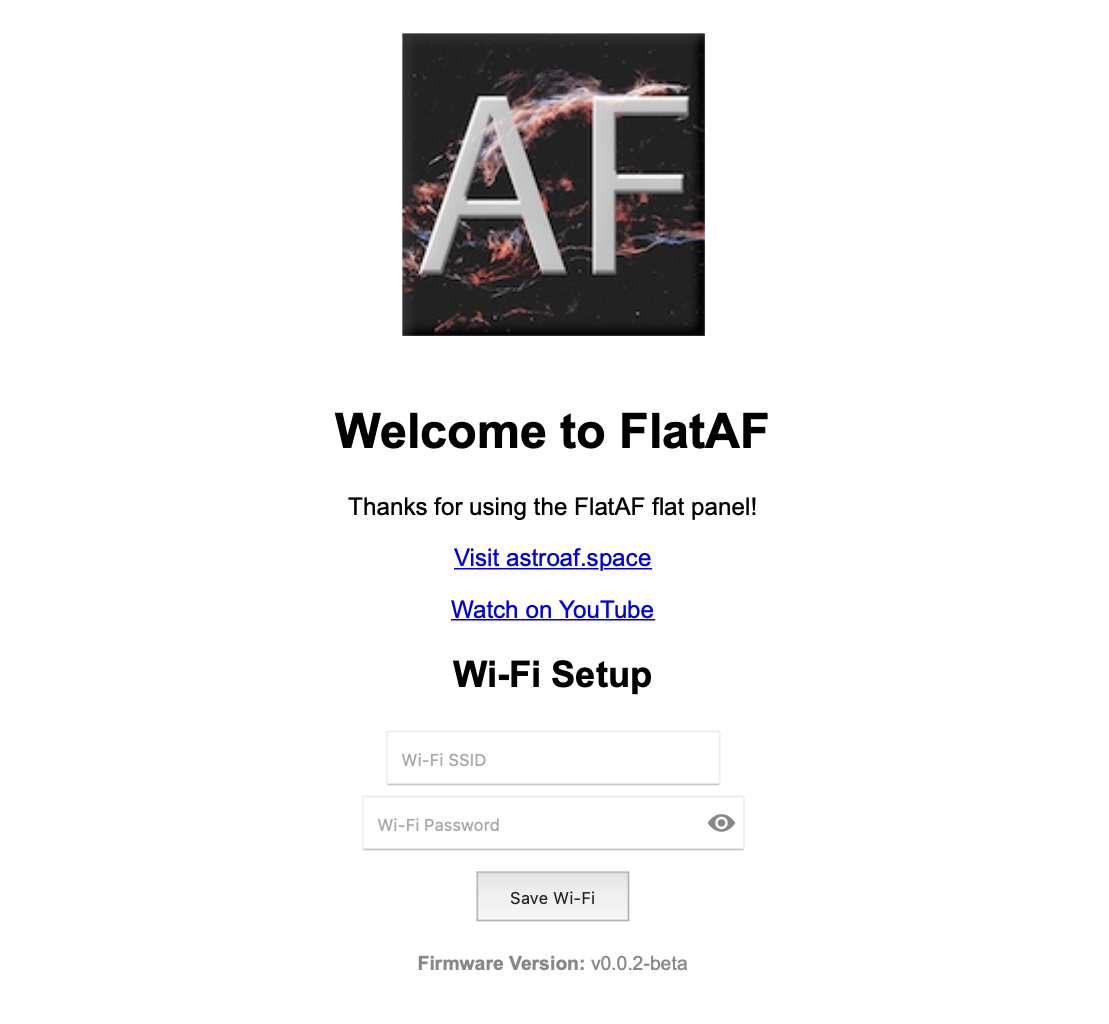 AF
Welcome to FlatAF
Thanks for using the FlatAF flat panel!
Visit astroaf.space
Watch on YouTube
Wi-Fi Setup
Wi-Fi SSID
Wi-Fi Password
Save Wi-Fi
Firmware Version: v0.0.2-beta